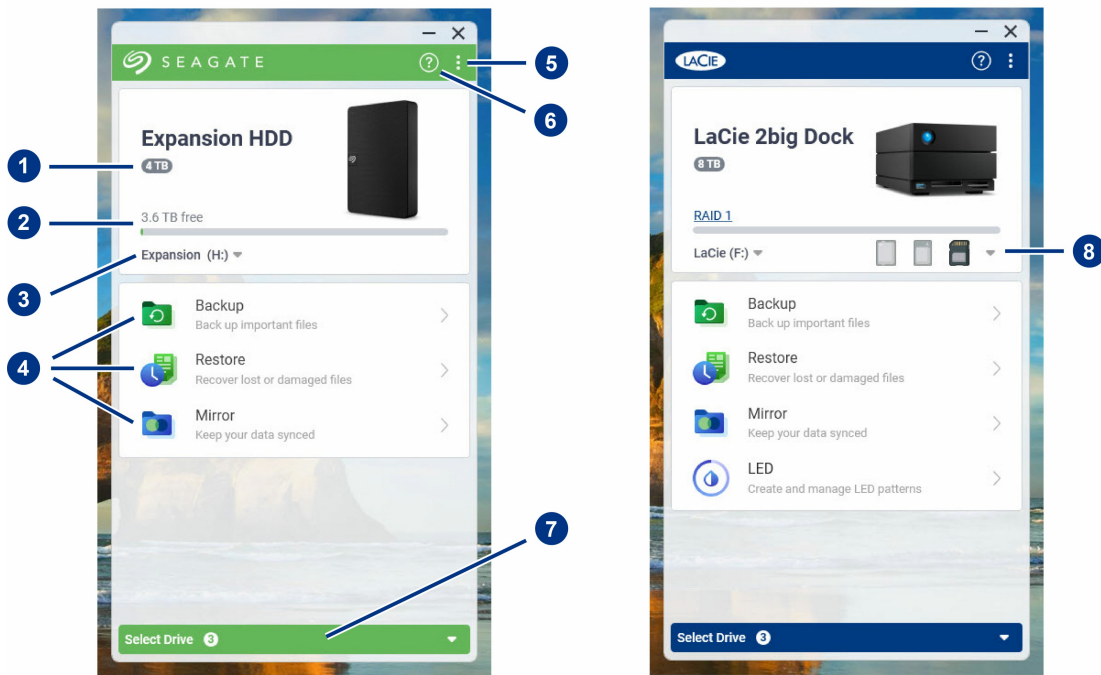 SEAGATE
?
5
6
Expansion HDD
1
4 TB
3.6 TB free
2
Expansion (H:)
3
Backup
Back up important files
4
Restore
Recover lost or damaged files
Mirror
Keep your data synced
7
Select Drive 3
LACIE
?
LaCie 2big Dock
8 TB
RAID 1
LaCie (F:)
8
Backup
Back up important files
Restore
Recover lost or damaged files
Mirror
Keep your data synced
LED
Create and manage LED patterns
Select Drive 3